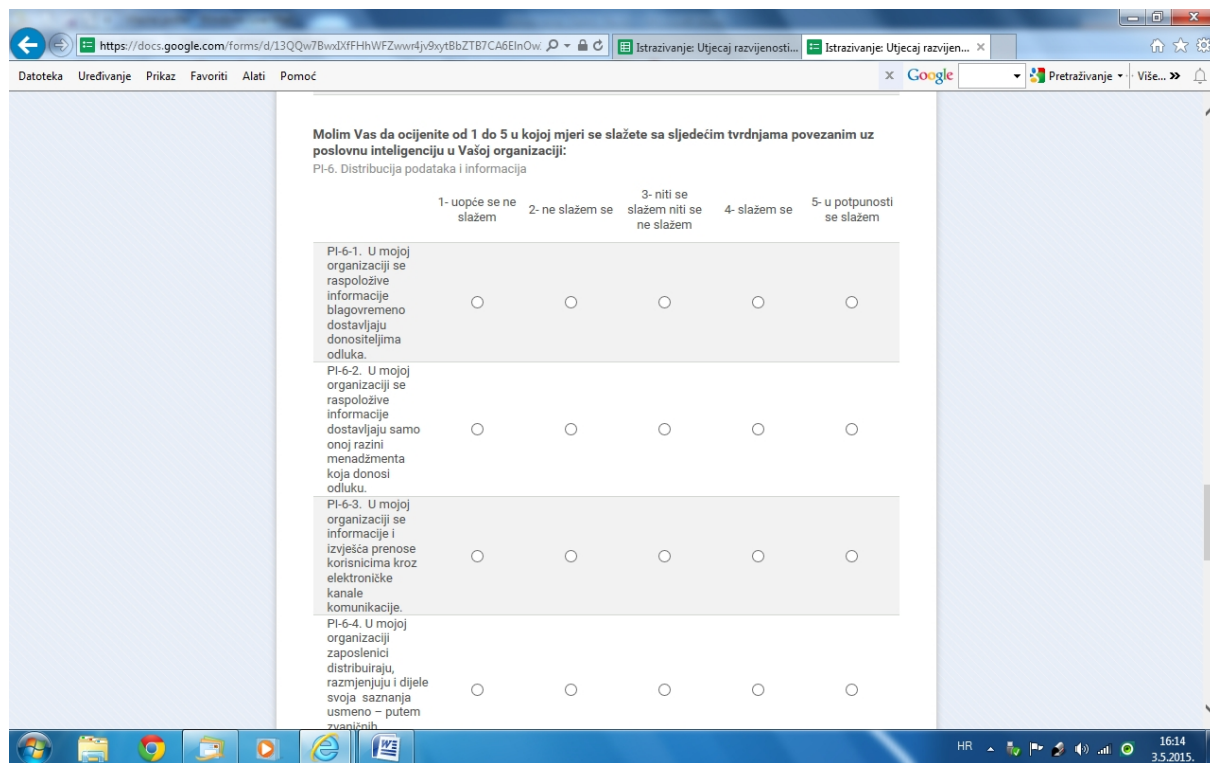 https://docs.google.com/forms/d/13QQw7BwxIXfFHhWFZwwr4jv9xytBbZTB7CA6EInOw.
Istrazivanje: Utjecaj razvijenosti...
Istrazivanje: Utjecaj razvijen...
Datoteka Uređivanje Prikaz Favoriti Alati Pomoć
x Google Pretraživanje Više... »
Molim Vas da ocijenite od 1 do 5 u kojoj mjeri se slažete sa sljedećim tvrdnjama povezanim uz
poslovnu inteligenciju u Vašoj organizaciji:
PI-6. Distribucija podataka i informacija
1- uopće se ne
slažem
2- ne slažem se
3- niti se
slažem niti se
ne slažem
4- slažem se
5- u potpunosti
se slažem
PI-6-1. U mojoj
organizaciji se
raspoložive
informacije
blagovremeno
dostavljaju
donositeljima
odluka.
PI-6-2. U mojoj
organizaciji se
raspoložive
informacije
dostavljaju samo
onoj razini
menadžmenta
koja donosi
odluku.
PI-6-3. U mojoj
organizaciji se
informacije i
izvješća prenose
korisnicima kroz
elektroničke
kanale
komunikacije.
PI-6-4. U mojoj
organizaciji
zaposlenici
distribuiraju,
razmjenjuju i dijele
svoja saznanja
usmeno – putem
zvaničnih
HR
16:14
3.5.2015.